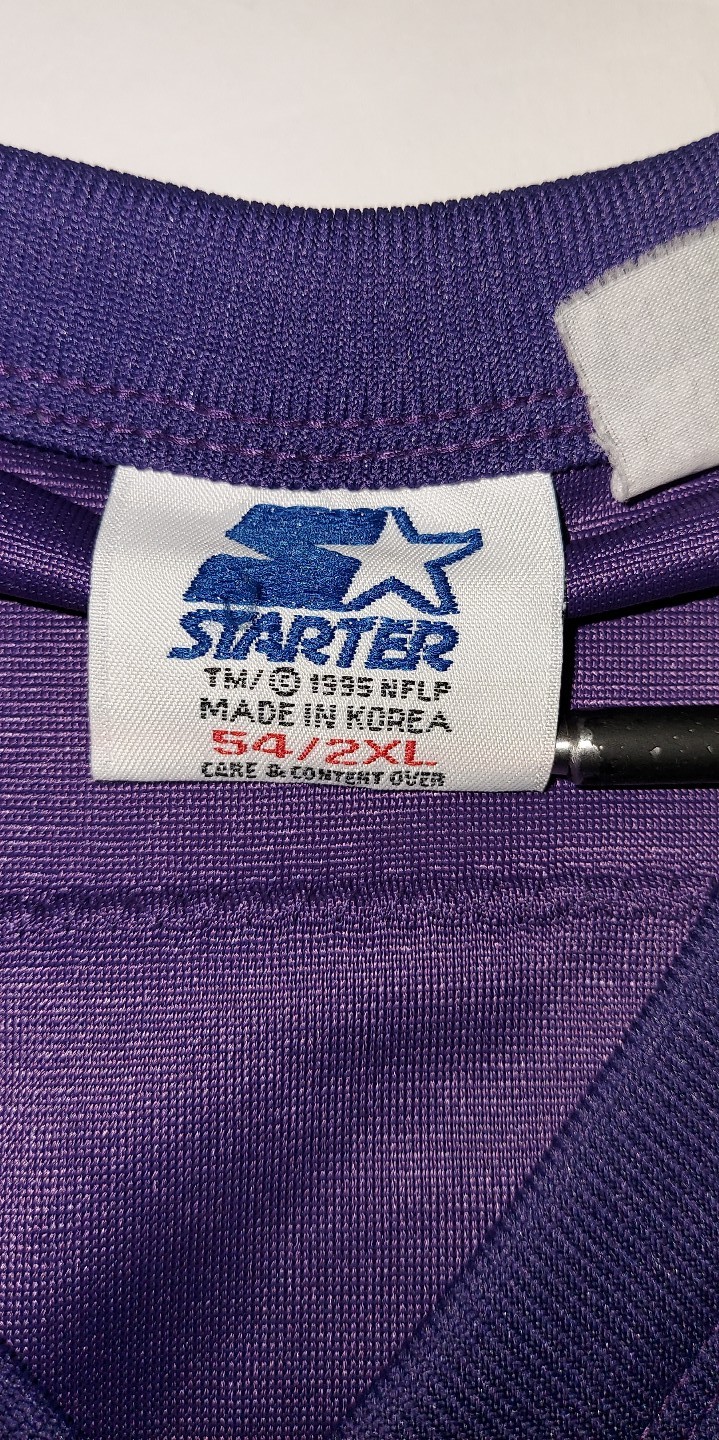 STARTER
TM/© 1995 NFLP
MADE IN KOREA
54/2XL
CARE & CONTENT OVER